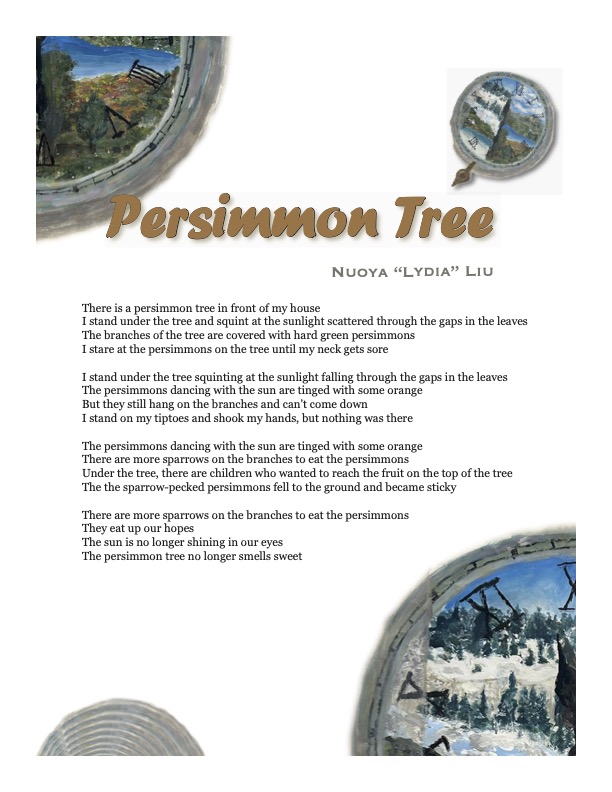 Persimmon Tree
Nuoya “Lydia” Liu
There is a persimmon tree in front of my house
I stand under the tree and squint at the sunlight scattered through the gaps in the leaves
The branches of the tree are covered with hard green persimmons
I stare at the persimmons on the tree until my neck gets sore
I stand under the tree squinting at the sunlight falling through the gaps in the leaves
The persimmons dancing with the sun are tinged with some orange
But they still hang on the branches and can’t come down
I stand on my tiptoes and shook my hands, but nothing was there
The persimmons dancing with the sun are tinged with some orange
There are more sparrows on the branches to eat the persimmons
Under the tree, there are children who wanted to reach the fruit on the top of the tree
The the sparrow-pecked persimmons fell to the ground and became sticky
There are more sparrows on the branches to eat the persimmons
They eat up our hopes
The sun is no longer shining in our eyes
The persimmon tree no longer smells sweet